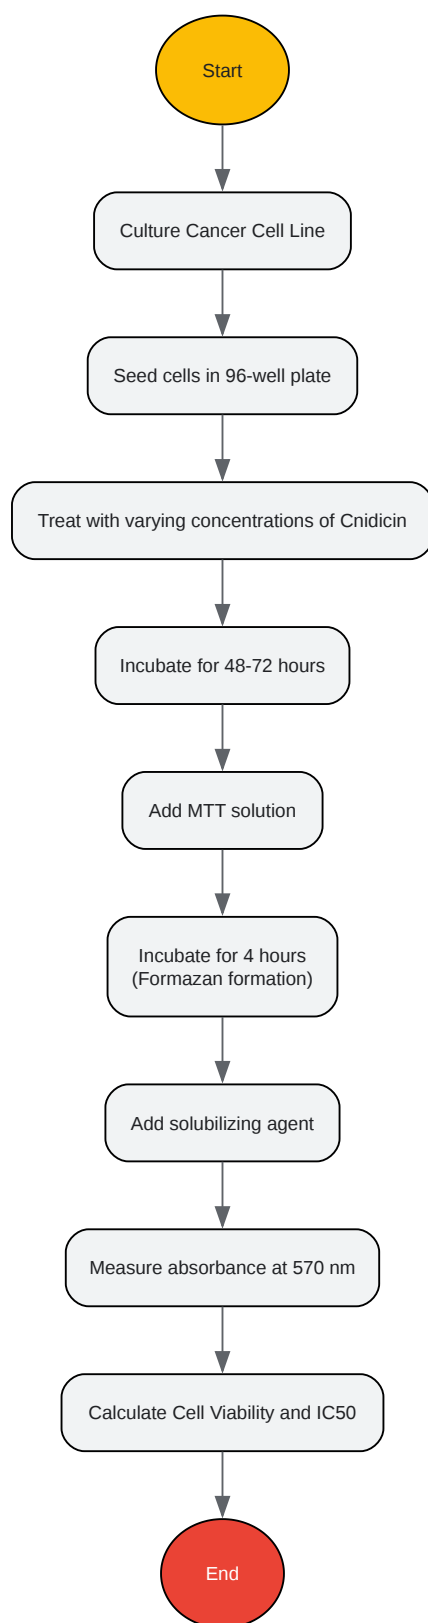 Start
Culture Cancer Cell Line
Seed cells in 96-well plate
Treat with varying concentrations of Cnidicin
Incubate for 48-72 hours
Add MTT solution
Incubate for 4 hours
(Formazan formation)
Add solubilizing agent
Measure absorbance at 570 nm
Calculate Cell Viability and IC50
End